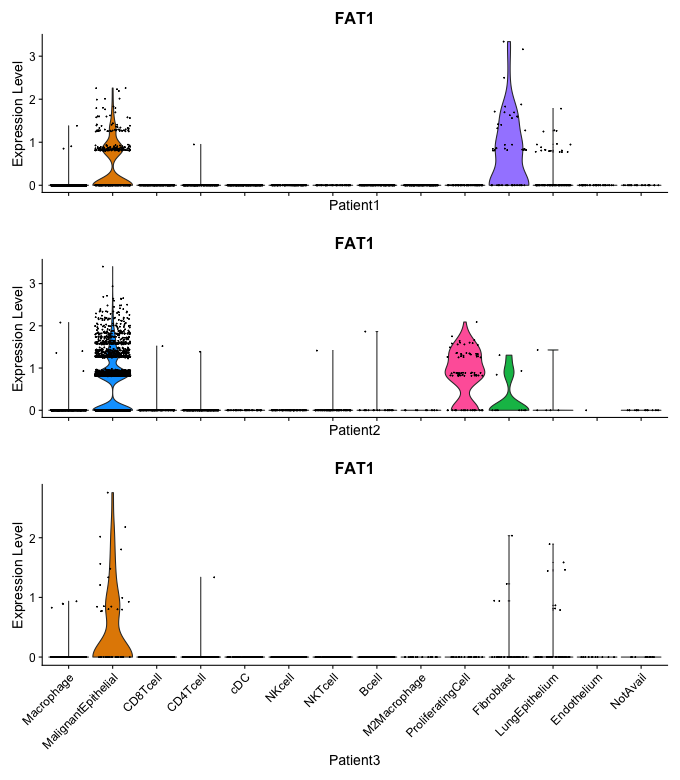 FAT1
3
2
1
0
Expression Level
Patient1
FAT1
3
2
1
0
Expression Level
Patient2
FAT1
2
1
0
Expression Level
Macrophage
MalignantEpithelial
CD8Tcell
CD4Tcell
cDC
NKcell
NKTcell
Bcell
M2Macrophage
ProliferatingCell
Fibroblast
LungEpithelium
Endothelium
NotAvail
Patient3